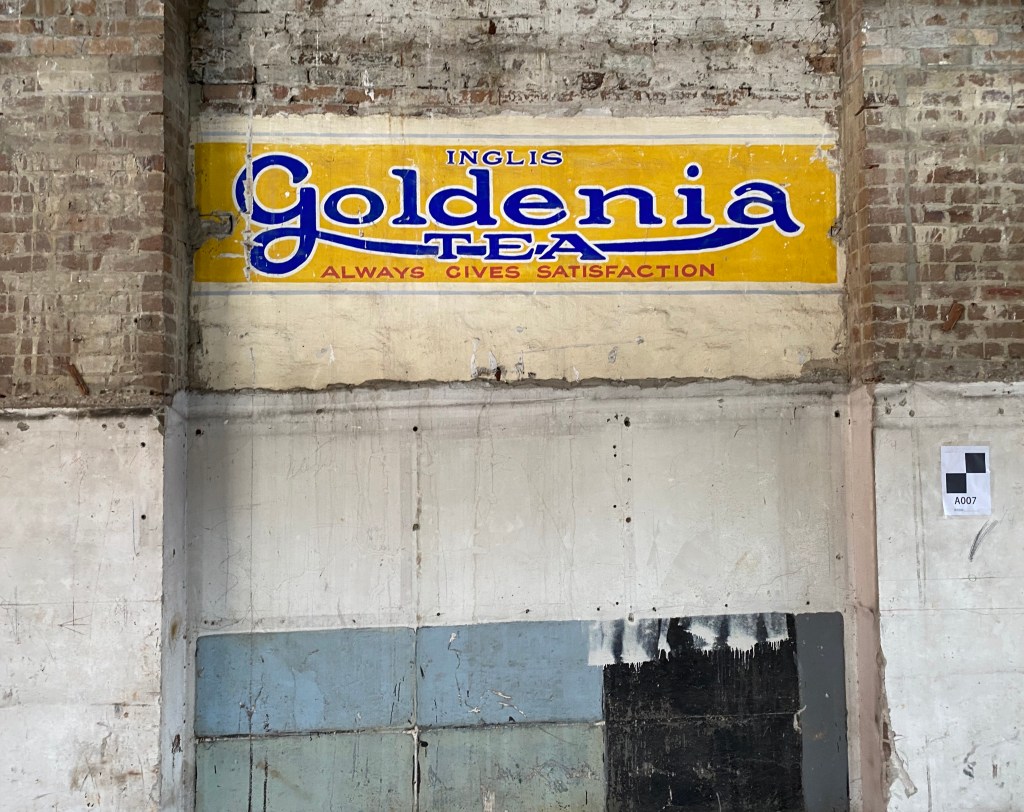 INGLIS
Goldenia
TEA
ALWAYS GIVES SATISFACTION
A007